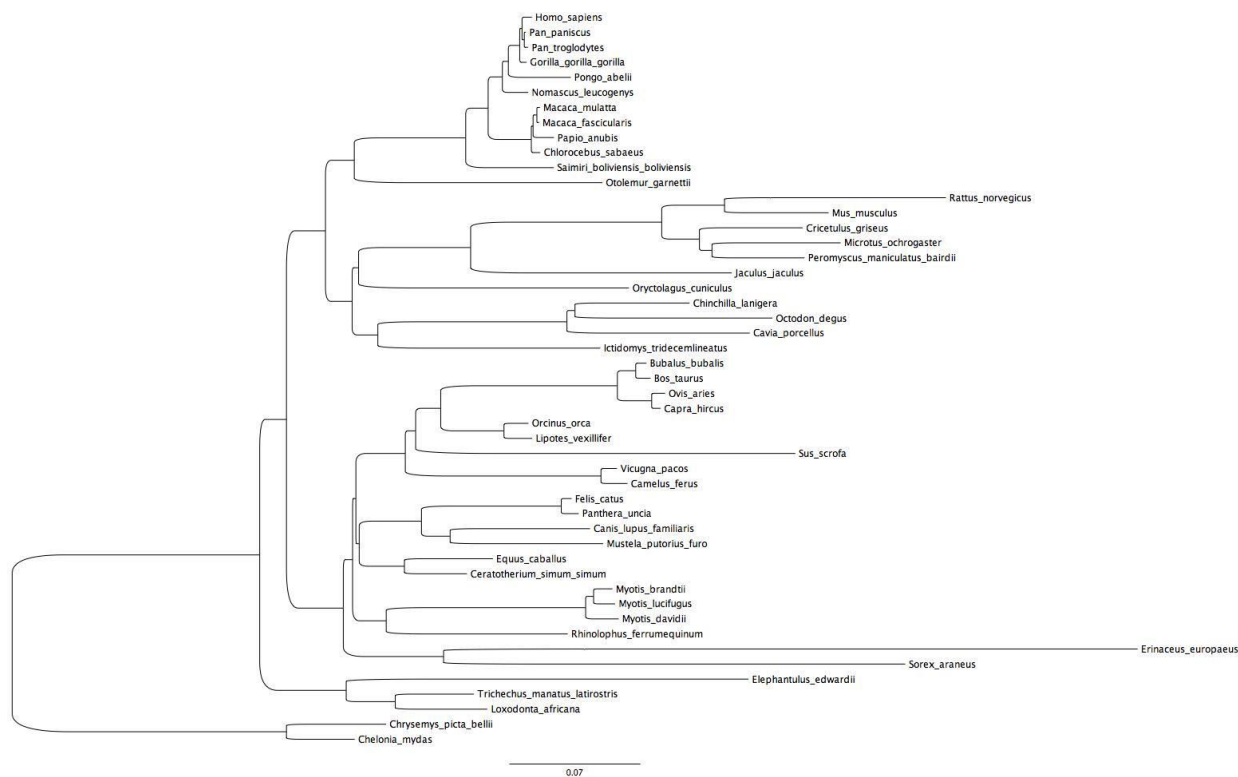 Homo_sapiens
Pan_paniscus
Pan_troglodytes
Gorilla_gorilla_gorilla
Pongo_abelii
Nomascus_leucogenys
Macaca_mulatta
Macaca_fascicularis
Papio_anubis
Chlorocebus_sabaeus
Saimiri_boliviensis_boliviensis
Otolemur_garnettii
Rattus_norvegicus
Mus_musculus
Cricetulus_griseus
Microtus_ochrogaster
Peromyscus_maniculatus_bairdii
Jaculus_jaculus
Oryctolagus_cuniculus
Chinchilla_lanigera
Octodon_degus
Cavia_porcellus
Ictidomys_tridecemlineatus
Bubalus_bubalis
Bos_taurus
Ovis_aries
Capra_hircus
Orcinus_orca
Lipotes_vexillifer
Sus_scrofa
Vicugna_pacos
Camelus_ferus
Felis_catus
Panthera_uncia
Canis_lupus_familiaris
Mustela_putorius_furo
Equus_caballus
Ceratotherium_simum_simum
Myotis_brandtii
Myotis_lucifugus
Myotis_davidii
Rhinolophus_ferrumequinum
Erinaceus_europaeus
Sorex_araneus
Elephantulus_edwardii
Trichechus_manatus_latirostris
Loxodonta_africana
Chrysemys_picta_bellii
Chelonia_mydas
0.07